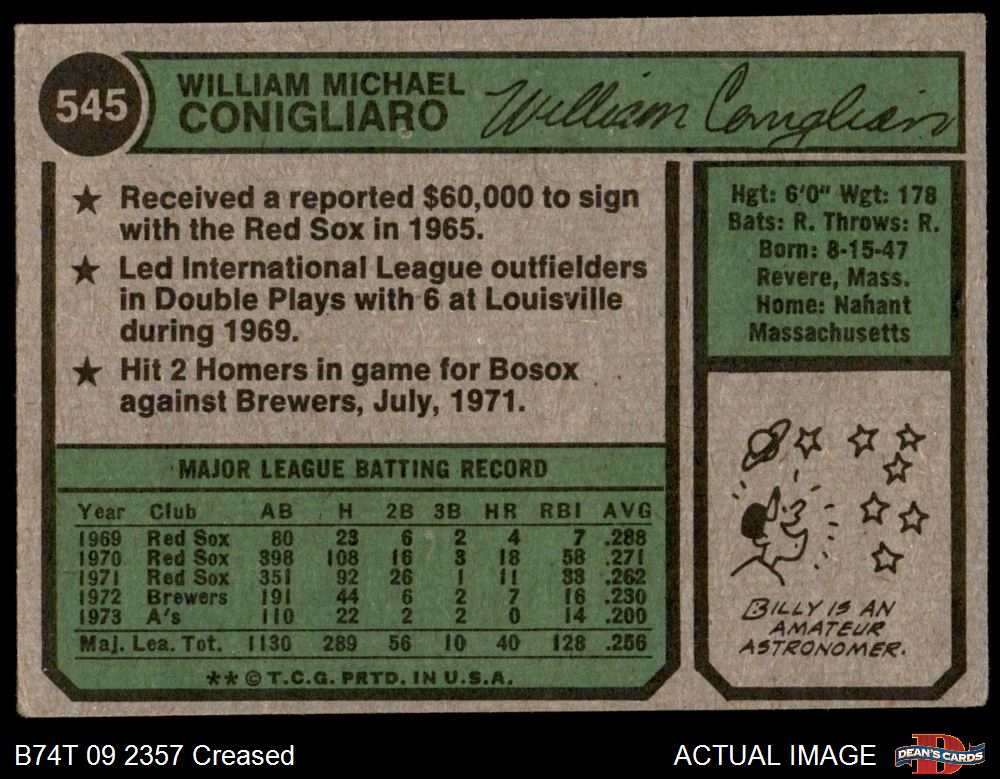 545
WILLIAM MICHAEL
CONIGLIARO
William Conigliaro
★ Received a reported $60,000 to sign
with the Red Sox in 1965.
★ Led International League outfielders
in Double Plays with 6 at Louisville
during 1969.
★ Hit 2 Homers in game for Bosox
against Brewers, July, 1971.
Hgt: 6'0" Wgt: 178
Bats: R. Throws: R.
Born: 8-15-47
Revere, Mass.
Home: Nahant
Massachusetts
MAJOR LEAGUE BATTING RECORD
Year Club AB H 2B 3B HR RBI AVG
1969 Red Sox 80 23 6 2 4 7 .288
1970 Red Sox 398 108 16 3 18 58 .271
1971 Red Sox 351 92 26 1 11 33 .262
1972 Brewers 191 44 6 2 7 16 .230
1973 A's 110 22 2 2 0 14 .200
Maj. Lea. Tot. 1130 289 56 10 40 128 .256
** © T.C.G. PRTD. IN U.S.A.
BILLY IS AN
AMATEUR
ASTRONOMER.
B74T 09 2357 Creased
ACTUAL IMAGE
DEAN'S CARDS